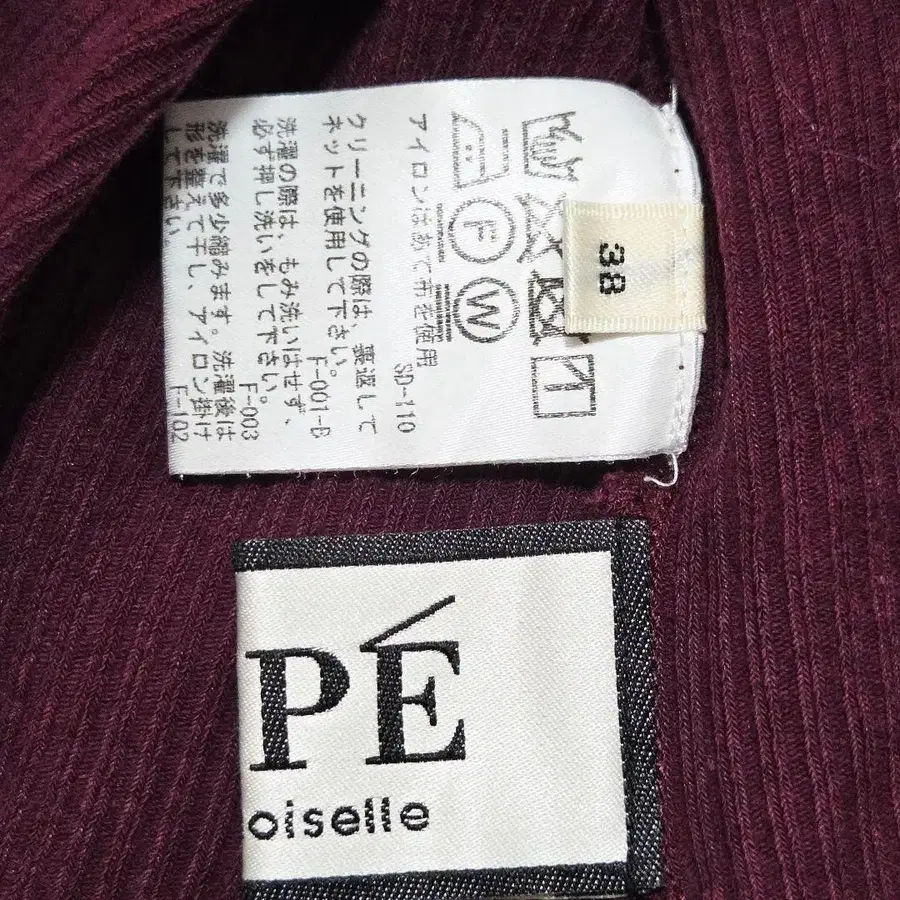 38
P
W
アイロンはあて布を使用
SD-110
クリーニングの際は、裏返して
ネットを使用して下さい。
F-001-B
洗濯の際は、もみ洗いはせず、
必ず押し洗いをして下さい。
F-003
洗濯で多少縮みます。洗濯後は
形を整えて干し、アイロン掛け
して下さい。
F-102
PÉ
oiselle